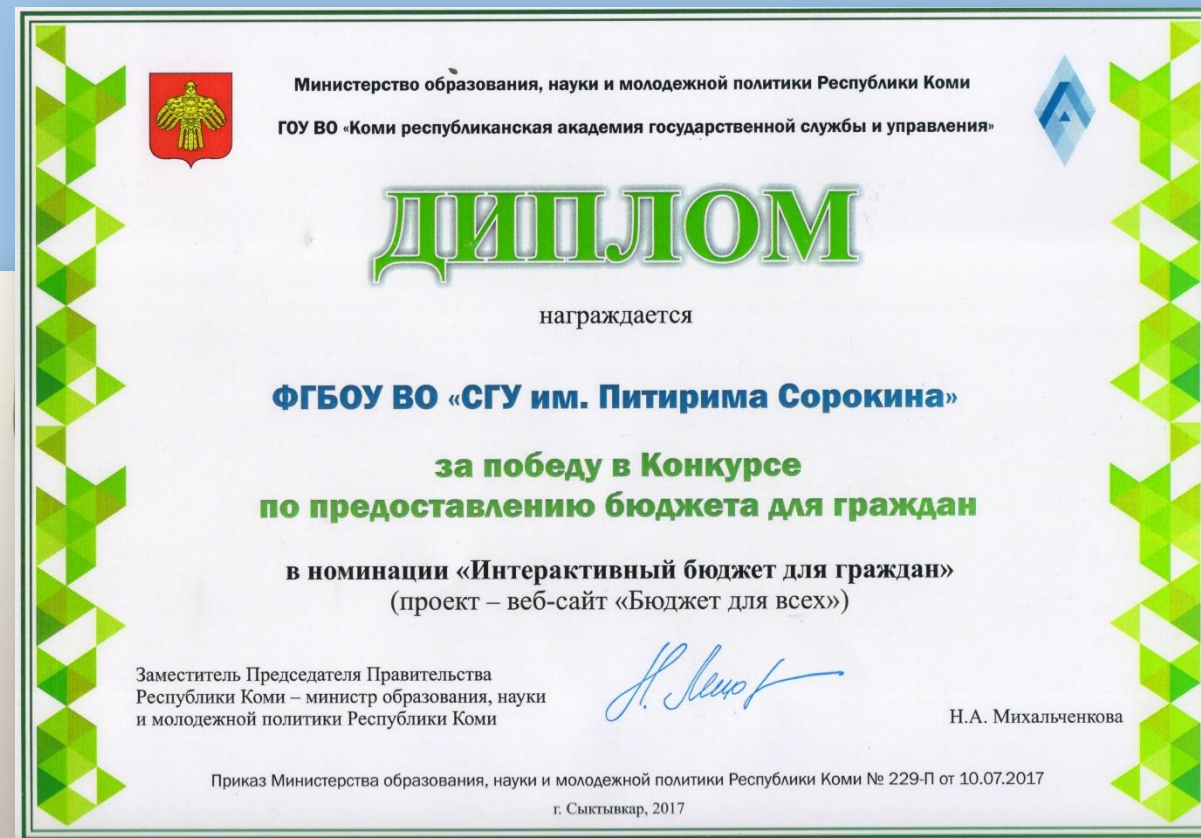 Министерство образования, науки и молодежной политики Республики Коми
ГОУ ВО «Коми республиканская академия государственной службы и управления»
ДИПЛОМ
награждается
ФГБОУ ВО «СГУ им. Питирима Сорокина»
за победу в Конкурсе
по предоставлению бюджета для граждан
в номинации «Интерактивный бюджет для граждан»
(проект – веб-сайт «Бюджет для всех»)
Заместитель Председателя Правительства
Республики Коми – министр образования, науки
и молодежной политики Республики Коми
Н.А. Михальченкова
Приказ Министерства образования, науки и молодежной политики Республики Коми № 229-П от 10.07.2017
г. Сыктывкар, 2017